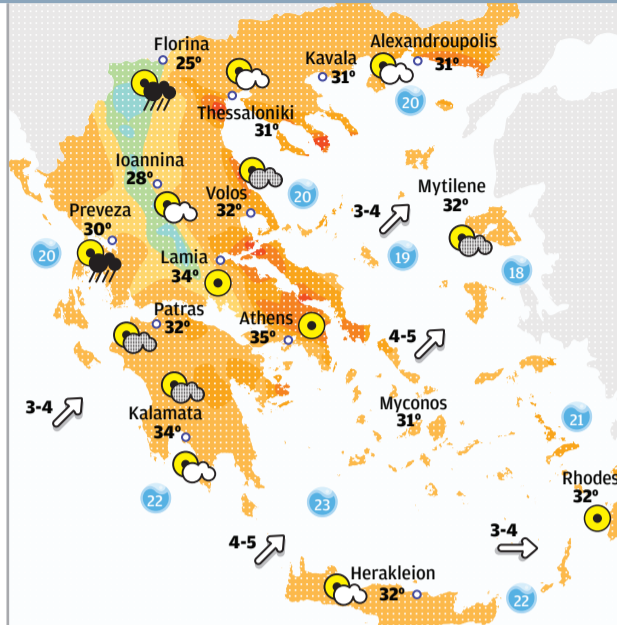 Florina
25°
Kavala
31°
Alexandroupolis
31°
20
Thessaloniki
31°
Ioannina
28°
Volos
32°
20
Mytilene
32°
3-4
Preveza
30°
20
19
18
Lamia
34°
Patras
32°
Athens
35°
4-5
3-4
Kalamata
34°
Myconos
31°
21
22
23
Rhodes
32°
4-5
3-4
Herakleion
32°
22